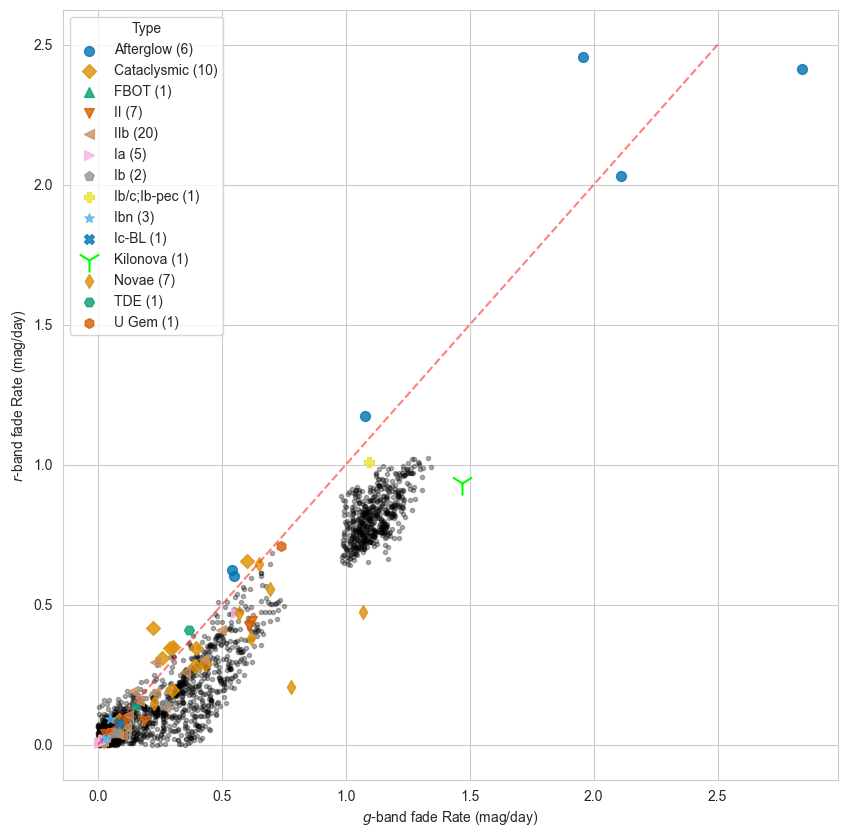 Type
Afterglow (6)
Cataclysmic (10)
FBOT (1)
II (7)
IIb (20)
Ia (5)
Ib (2)
Ib/c;Ib-pec (1)
Ibn (3)
Ic-BL (1)
Kilonova (1)
Novae (7)
TDE (1)
U Gem (1)
2.5
2.0
1.5
1.0
0.5
0.0
r-band fade Rate (mag/day)
0.0 0.5 1.0 1.5 2.0 2.5
g-band fade Rate (mag/day)